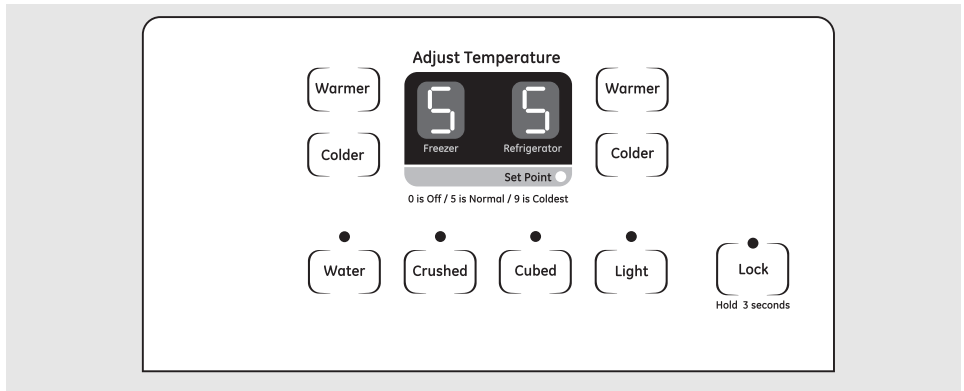 Adjust Temperature
Warmer
5 5
Warmer
Colder
Freezer Refrigerator
Colder
Set Point
0 is Off / 5 is Normal / 9 is Coldest
Water Crushed Cubed Light Lock
Hold 3 seconds